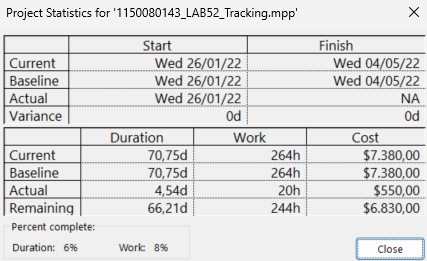 Project Statistics for '1150080143_LAB52_Tracking.mpp'
Start Finish
Current Wed 26/01/22 Wed 04/05/22
Baseline Wed 26/01/22 Wed 04/05/22
Actual Wed 26/01/22 NA
Variance 0d 0d
Duration Work Cost
Current 70,75d 264h $7.380,00
Baseline 70,75d 264h $7.380,00
Actual 4,54d 20h $550,00
Remaining 66,21d 244h $6.830,00
Percent complete:
Duration: 6% Work: 8% Close